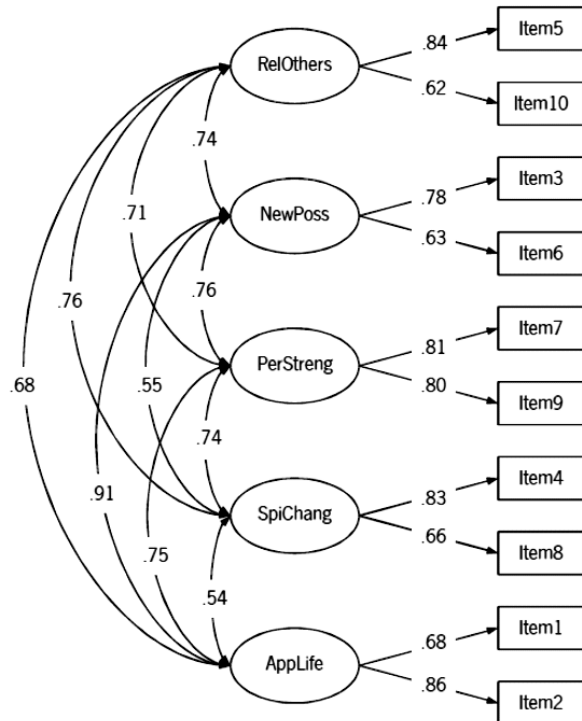 Item5
.84
RelOthers
.62
Item10
.74
Item3
.78
.71
NewPoss
.63
Item6
.76
.76
Item7
.81
.68
.55
PerStreng
.80
Item9
.74
Item4
.83
.91
SpiChang
.66
Item8
.75
.54
Item1
.68
AppLife
.86
Item2